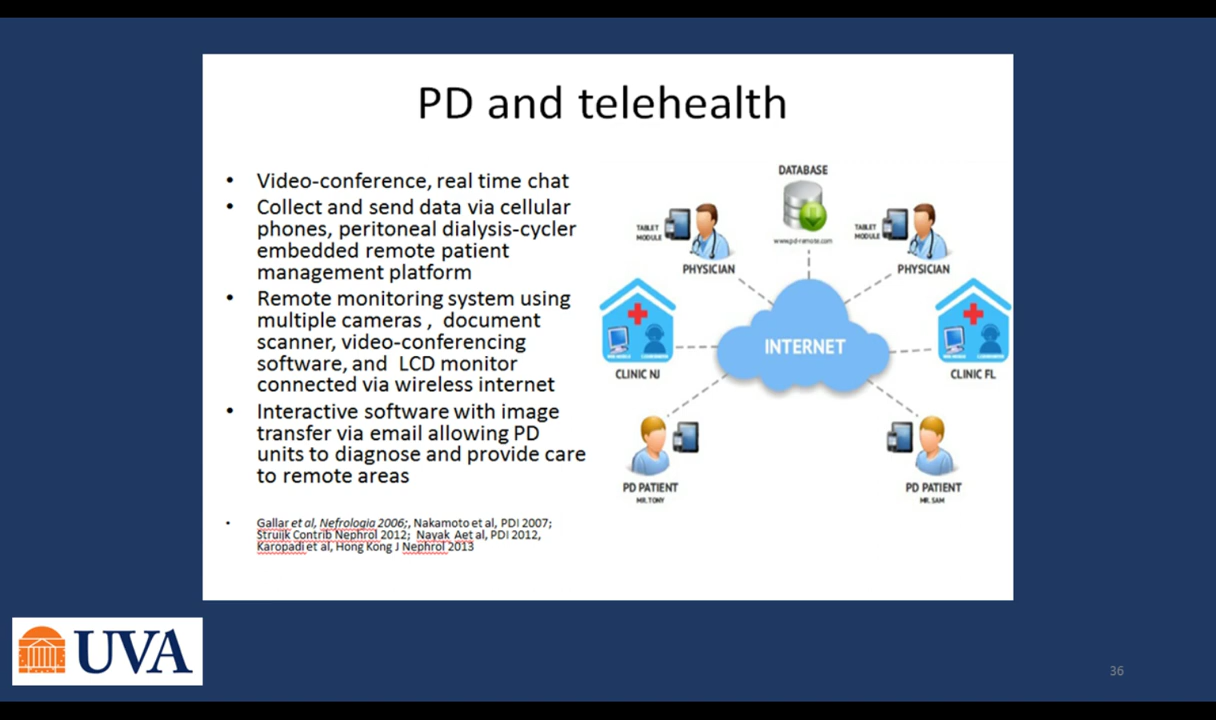 PD and telehealth
• Video-conference, real time chat
• Collect and send data via cellular
phones, peritoneal dialysis-cycler
embedded remote patient
management platform
• Remote monitoring system using
multiple cameras , document
scanner, video-conferencing
software, and LCD monitor
connected via wireless internet
• Interactive software with image
transfer via email allowing PD
units to diagnose and provide care
to remote areas
• Gallar et al, Nefrologia 2006;, Nakamoto et al, PDI 2007;
Struijk Contrib Nephrol 2012; Nayak Aet al, PDI 2012,
Karopadi et al, Hong Kong J Nephrol 2013
DATABASE
www.pd-remote.com
TABLET
MODULE
PHYSICIAN
TABLET
MODULE
PHYSICIAN
INTERNET
CLINIC NJ
CLINIC FL
PD PATIENT
MR. TONY
PD PATIENT
MR. SAM
UVA
36